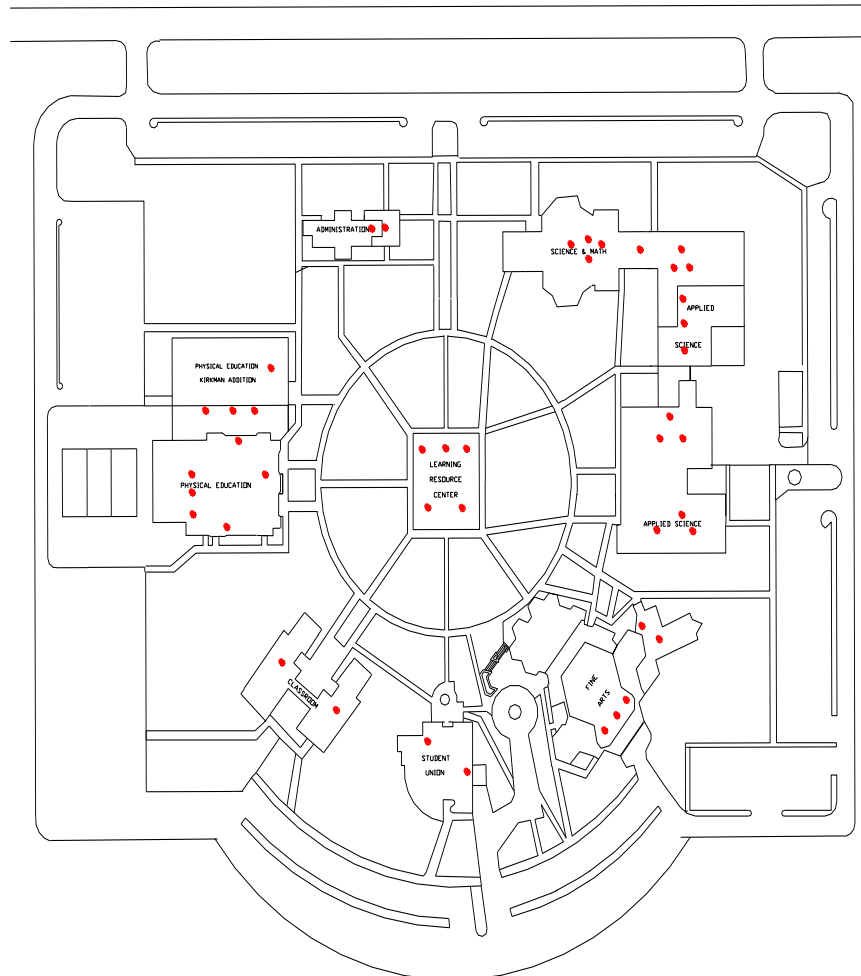 ADMINISTRATION
SCIENCE & MATH
APPLIED
SCIENCE
PHYSICAL EDUCATION
KIRKMAN ADDITION
LEARNING
RESOURCE
CENTER
PHYSICAL EDUCATION
APPLIED SCIENCE
CLASSROOM
FINE
ARTS
STUDENT
UNION